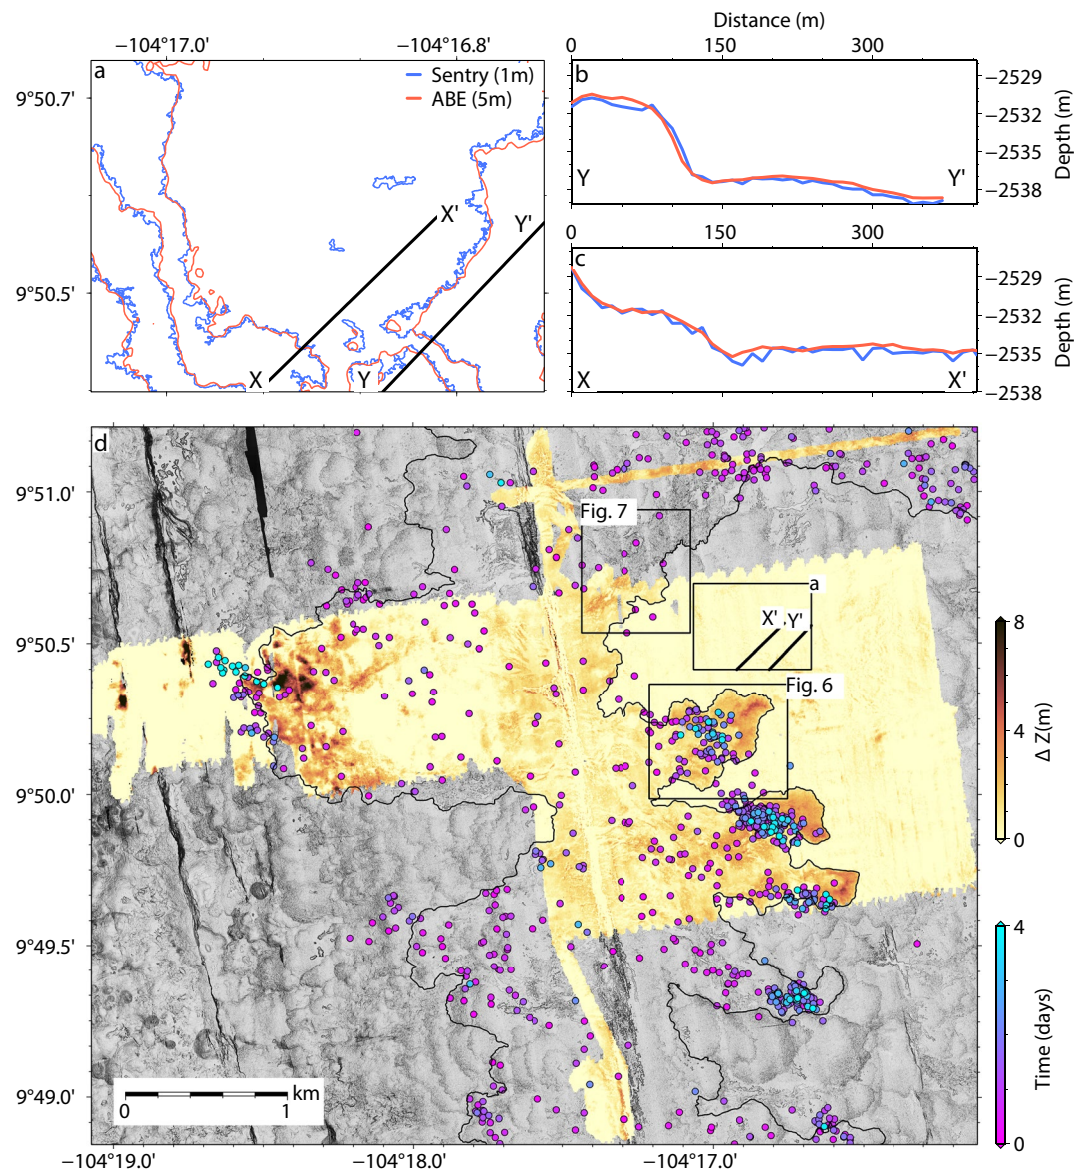 Distance (m)
−104°17.0' −104°16.8' 0 150 300
a Sentry (1m) b −2529
9°50.7' ABE (5m) −2532
−2535
Depth (m)
Y Y' −2538
X' Y' 0 150 300
c −2529
9°50.5' −2532
−2535
Depth (m)
X Y X X' −2538
d
9°51.0'
Fig. 7
a
X' Y'
9°50.5'
Fig. 6
8
4
0
Δ Z(m)
9°50.0'
9°49.5'
4
0
Time (days)
9°49.0'
km
0 1
−104°19.0' −104°18.0' −104°17.0'